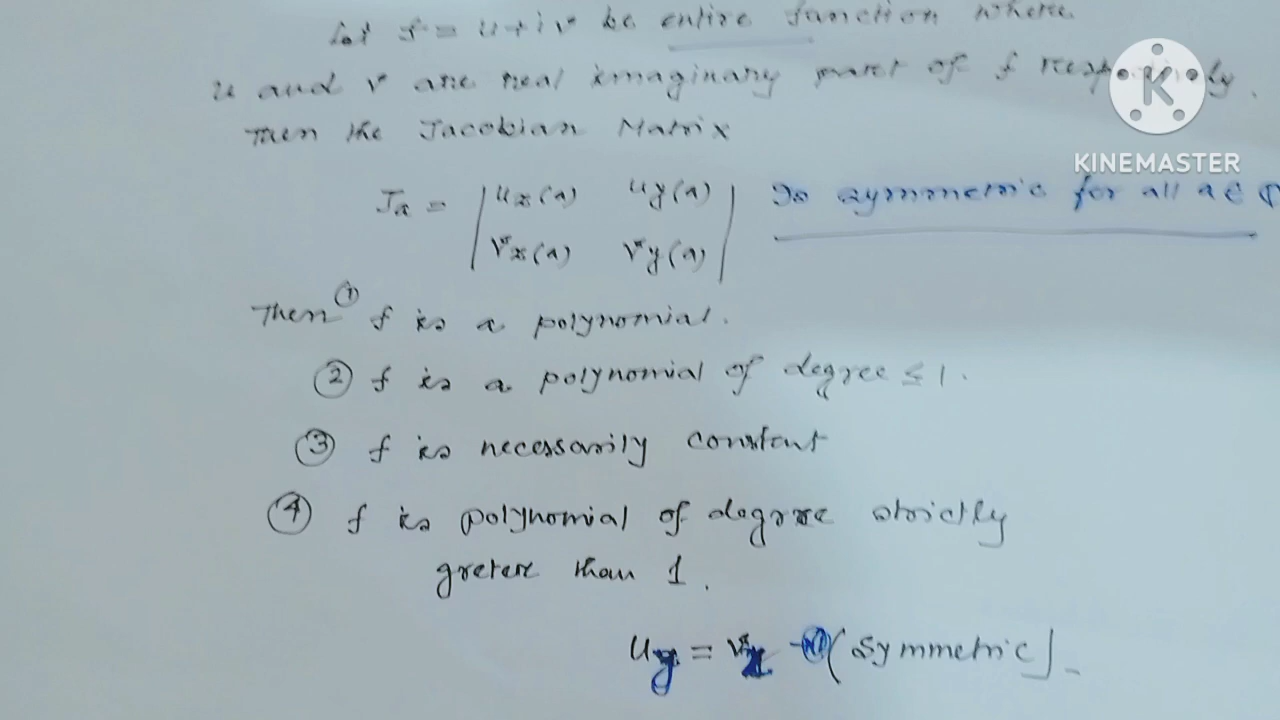 Let f = u+iv be entire function where
u and v are real imaginary part of f
KINEMASTER
Then the Jacobian Matrix
Ja = | ux(a) uy(a) | is symmetric for all a ∈
| vx(a) vy(a) |
Then ① f is a polynomial.
② f is a polynomial of degree ≤ 1.
③ f is necessarily constant
④ f is polynomial of degree strictly
greter than 1.
uy = vx (Symmetric).